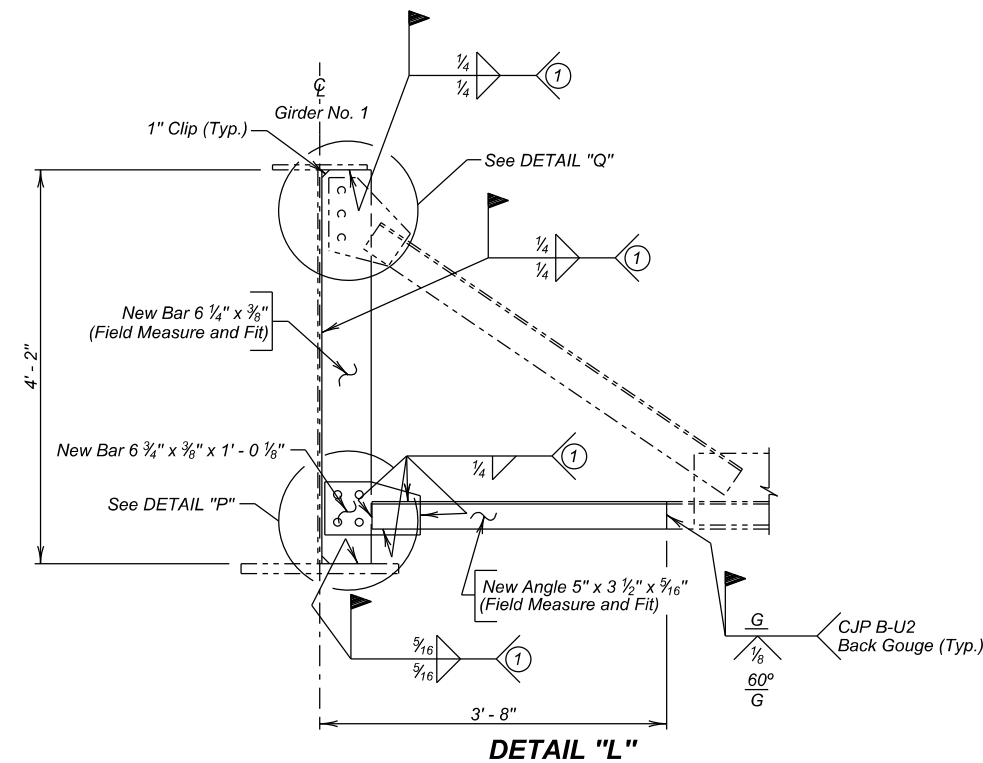 1/4
1/4
1
℄
Girder No. 1
1" Clip (Typ.)
See DETAIL "Q"
1/4
1/4
1
New Bar 6 1/4" x 3/8"
(Field Measure and Fit)
4' - 2"
New Bar 6 3/4" x 3/8" x 1' - 0 1/8"
1/4
1
See DETAIL "P"
New Angle 5" x 3 1/2" x 5/16"
(Field Measure and Fit)
5/16
5/16
1
G
1/8
60º
G
CJP B-U2
Back Gouge (Typ.)
3' - 8"
DETAIL "L"